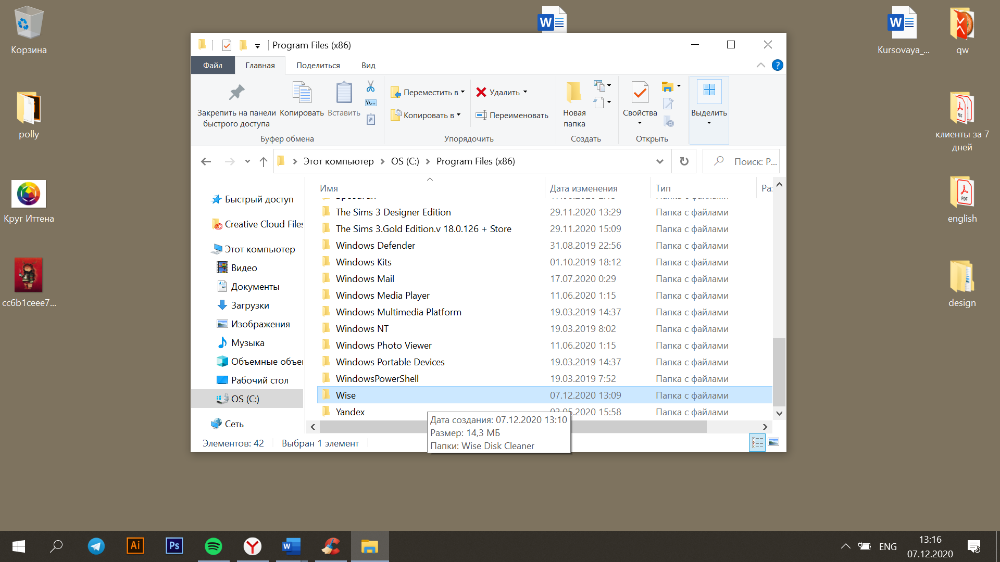 Корзина
polly
Круг Иттена
cc6b1ceee7...
W
W
Kursovaya_...
qw
PDF
клиенты за 7
дней
PDF
english
design
Program Files (x86)
Файл
Главная
Поделиться
Вид
?
Закрепить на панели
быстрого доступа
Копировать
Вставить
Буфер обмена
Переместить в
Копировать в
Удалить
Переименовать
Упорядочить
Новая
папка
Создать
Свойства
Открыть
Выделить
Этот компьютер
OS (C:)
Program Files (x86)
Поиск: P...
Быстрый доступ
Creative Cloud Files
Этот компьютер
Видео
Документы
Загрузки
Изображения
Музыка
Объемные объе
Рабочий стол
OS (C:)
Сеть
Имя Дата изменения Тип Ра
The Sims 3 Designer Edition 29.11.2020 13:29 Папка с файлами
The Sims 3.Gold Edition.v 18.0.126 + Store 29.11.2020 15:09 Папка с файлами
Windows Defender 31.08.2019 22:56 Папка с файлами
Windows Kits 01.10.2019 18:12 Папка с файлами
Windows Mail 17.07.2020 0:29 Папка с файлами
Windows Media Player 11.06.2020 1:15 Папка с файлами
Windows Multimedia Platform 19.03.2019 14:37 Папка с файлами
Windows NT 19.03.2019 8:02 Папка с файлами
Windows Photo Viewer 11.06.2020 1:15 Папка с файлами
Windows Portable Devices 19.03.2019 14:37 Папка с файлами
WindowsPowerShell 19.03.2019 7:52 Папка с файлами
Wise 07.12.2020 13:09 Папка с файлами
Yandex .2020 15:58 Папка с файлами
Дата создания: 07.12.2020 13:10
Размер: 14,3 МБ
Папки: Wise Disk Cleaner
Элементов: 42
Выбран 1 элемент
Ai
Ps
W
ENG
13:16
07.12.2020